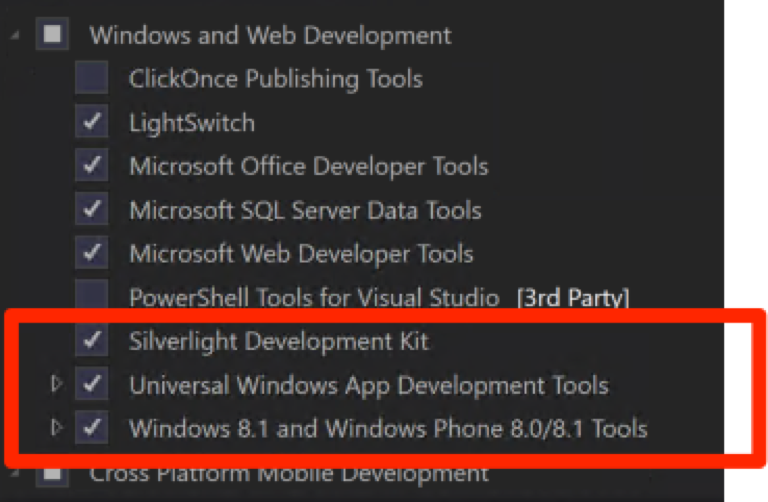 Windows and Web Development
ClickOnce Publishing Tools
LightSwitch
Microsoft Office Developer Tools
Microsoft SQL Server Data Tools
Microsoft Web Developer Tools
PowerShell Tools for Visual Studio [3rd Party]
Silverlight Development Kit
Universal Windows App Development Tools
Windows 8.1 and Windows Phone 8.0/8.1 Tools
Cross Platform Mobile Development